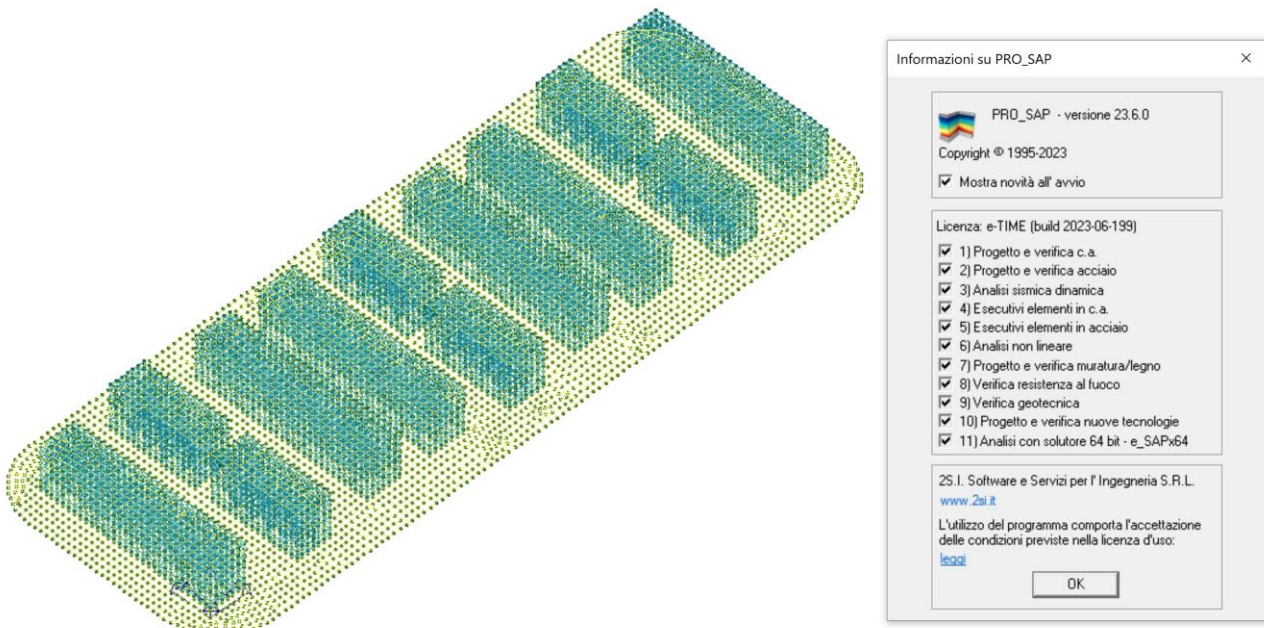 Informazioni su PRO_SAP
PRO_SAP - versione 23.6.0
Copyright © 1995-2023
Mostra novità all' avvio
Licenza: e-TIME (build 2023-06-199)
1) Progetto e verifica c.a.
2) Progetto e verifica acciaio
3) Analisi sismica dinamica
4) Esecutivi elementi in c.a.
5) Esecutivi elementi in acciaio
6) Analisi non lineare
7) Progetto e verifica muratura/legno
8) Verifica resistenza al fuoco
9) Verifica geotecnica
10) Progetto e verifica nuove tecnologie
11) Analisi con solutore 64 bit - e_SAPx64
2S.I. Software e Servizi per l' Ingegneria S.R.L.
www.2si.it
L'utilizzo del programma comporta l'accettazione
delle condizioni previste nella licenza d'uso:
leggi
OK